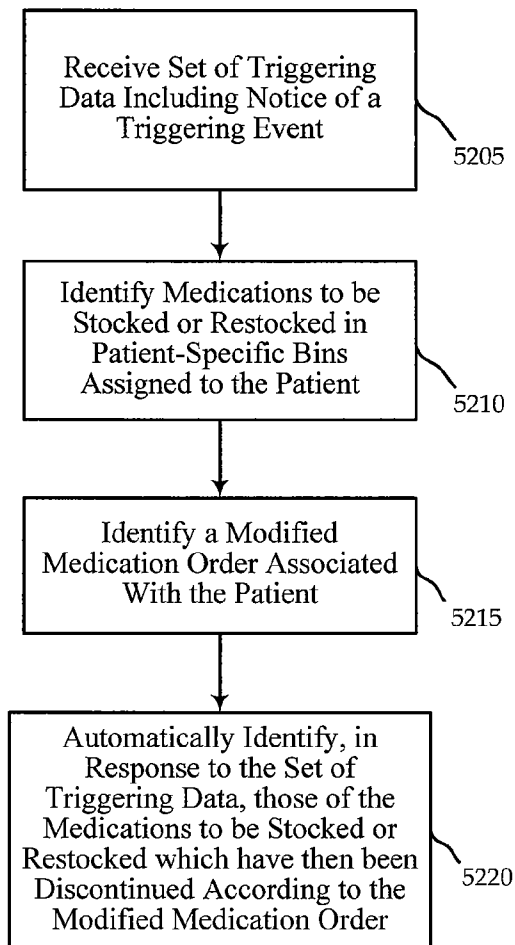 Receive Set of Triggering
Data Including Notice of a
Triggering Event
5205
Identify Medications to be
Stocked or Restocked in
Patient-Specific Bins
Assigned to the Patient
5210
Identify a Modified
Medication Order Associated
With the Patient
5215
Automatically Identify, in
Response to the Set of
Triggering Data, those of the
Medications to be Stocked or
Restocked which have then been
Discontinued According to the
Modified Medication Order
5220